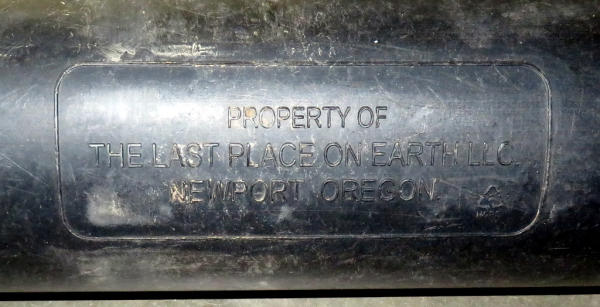 PROPERTY OF
THE LAST PLACE ON EARTH LLC.
NEWPORT, OREGON.